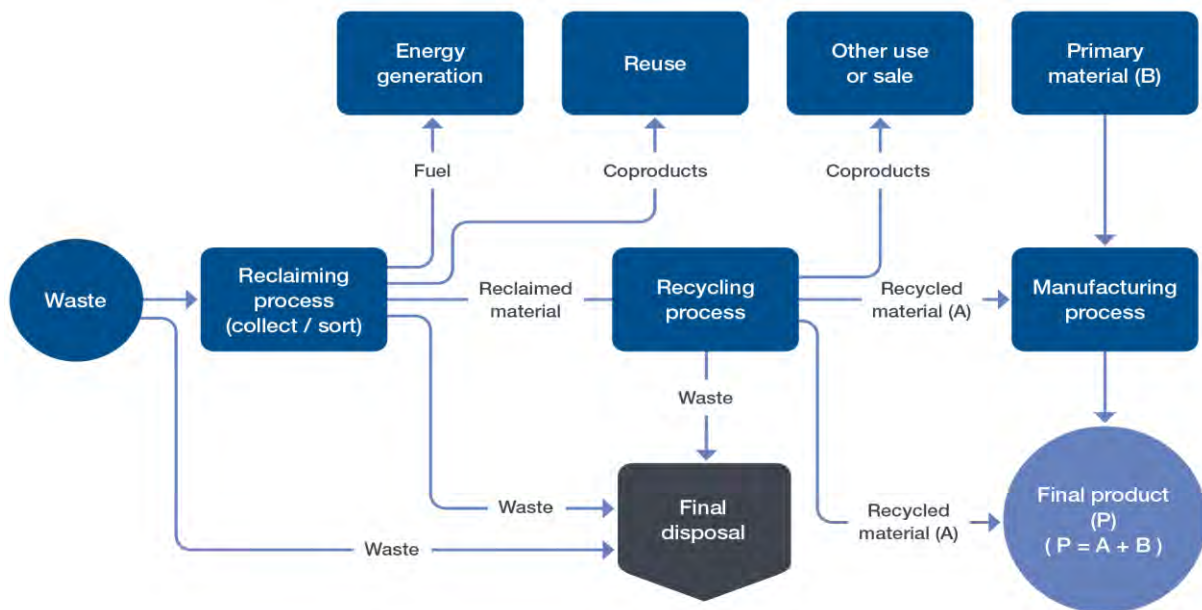 Energy
generation
Reuse
Other use
or sale
Primary
material (B)
Fuel
Coproducts
Coproducts
Waste
Reclaiming
process
(collect / sort)
Reclaimed
material
Recycling
process
Recycled
material (A)
Manufacturing
process
Waste
Waste
Waste
Final
disposal
Recycled
material (A)
Final product
(P)
( P = A + B )